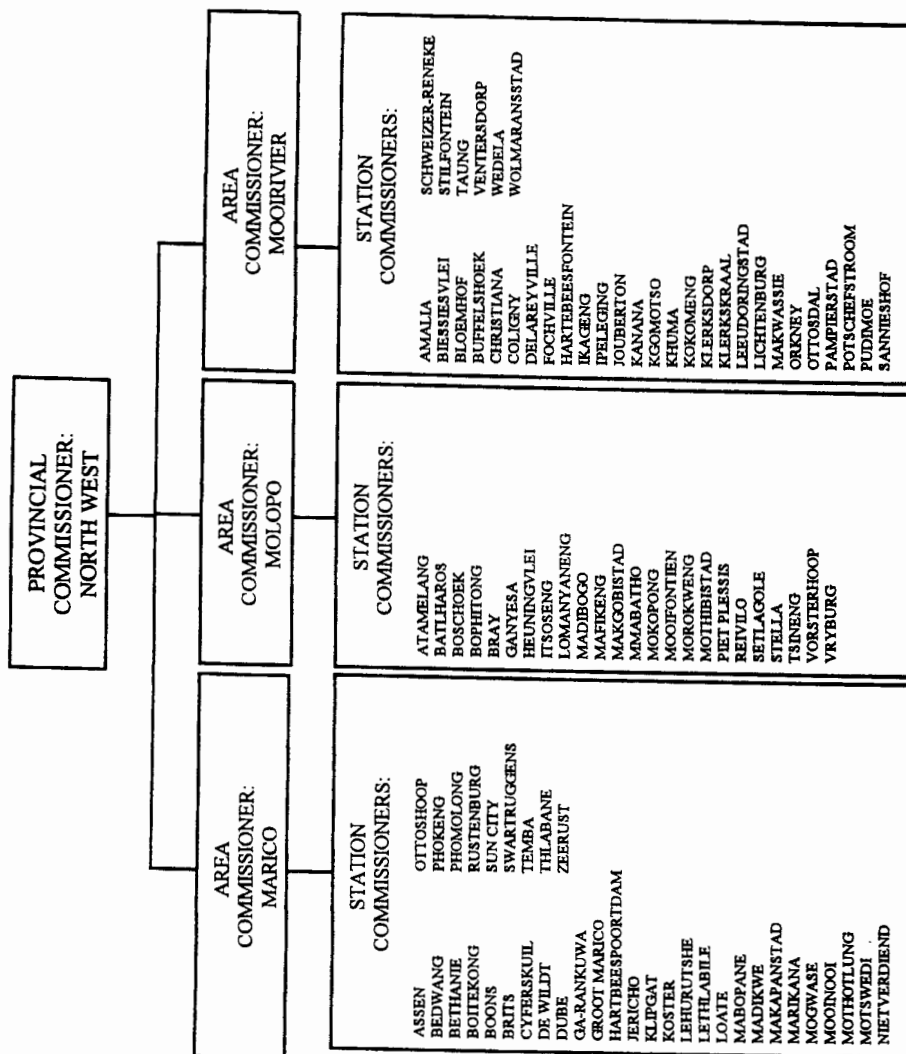 PROVINCIAL
COMMISSIONER:
NORTH WEST
AREA
COMMISSIONER:
MARICO
STATION
COMMISSIONERS:
ASSEN
BEDWANG
BETHANIE
BOITEKONG
BOONS
BRITS
CYFERSKUIL
DE WILDT
DUBE
GA-RANKUWA
GROOT MARICO
HARTBEESPOORTDAM
JERICHO
KLIPGAT
KOSTER
LEHURUTSHE
LETHLABILE
LOATE
MABOPANE
MADIKWE
MAKAPANSTAD
MARIKANA
MOGWASE
MOOINOOI
MOTHOTLUNG
MOTSWEDI
NIETVERDIEND
OTTOSHOOP
PHOKENG
PHOMOLONG
RUSTENBURG
SUN CITY
SWARTRUGGENS
TEMBA
THLABANE
ZEERUST
AREA
COMMISSIONER:
MOLOPO
STATION
COMMISSIONERS:
ATAMELANG
BATLHAROS
BOSCHOEK
BOPHITONG
BRAY
GANYESA
HEUNINGVLEI
ITSOSENG
LOMANYANENG
MADIBOGO
MAFIKENG
MAKGOBISTAD
MMABATHO
MOKOPONG
MOOIFONTIEN
MOROKWENG
MOTHIBISTAD
PIET PLESSIS
REIVILO
SETLAGOLE
STELLA
TSINENG
VORSTERHOOP
VRYBURG
AREA
COMMISSIONER:
MOOIRIVIER
STATION
COMMISSIONERS:
AMALIA
BIESSIESVLEI
BLOEMHOF
BUFFELSHOEK
CHRISTIANA
COLIGNY
DELAREYVILLE
FOCHVILLE
HARTEBEESFONTEIN
IKAGENG
IPELEGING
JOUBERTON
KANANA
KGOMOTSO
KHUMA
KOKOMENG
KLERKSDORP
KLERKSKRAAL
LEEUDORINGSTAD
LICHTENBURG
MAKWASSIE
ORKNEY
OTTOSDAL
PAMPIERSTAD
POTSCHEFSTROOM
PUDIMOE
SANNIESHOF
SCHWEIZER-RENEKE
STILFONTEIN
TAUNG
VENTERSDORP
WEDELA
WOLMARANSSTAD